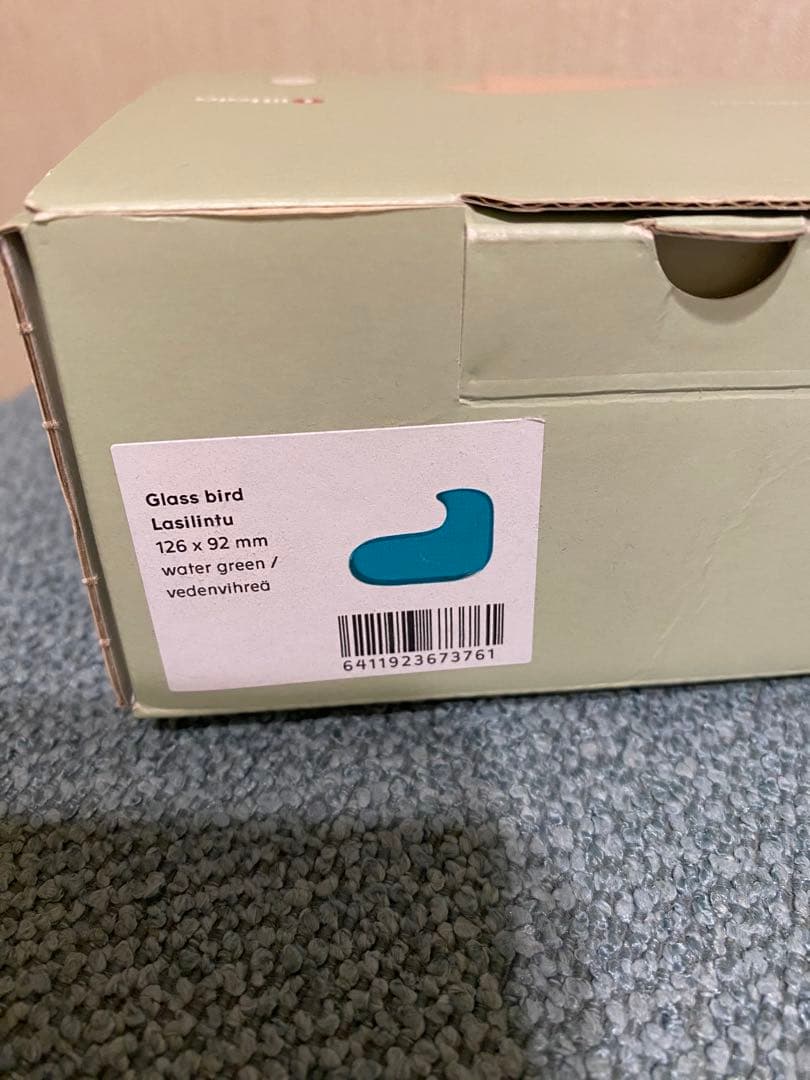 Glass bird
Lasilintu
126 x 92 mm
water green /
vedenvihreä
6411923673761